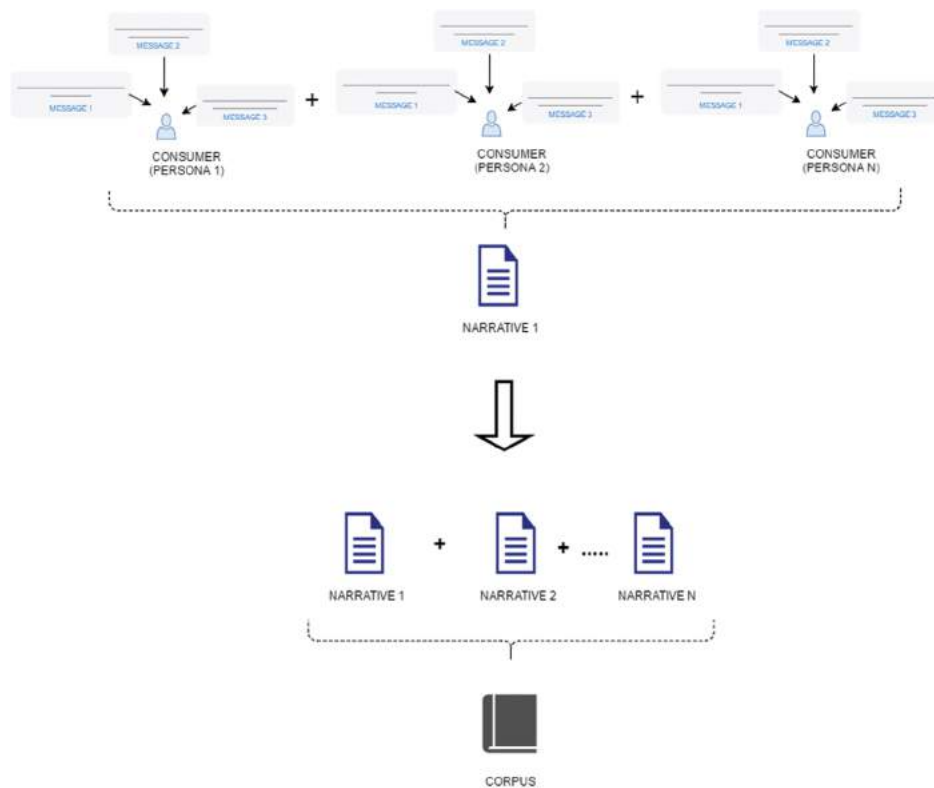 MESSAGE 2
MESSAGE 2
MESSAGE 2
MESSAGE 1
MESSAGE 3
+
MESSAGE 1
MESSAGE 3
+
MESSAGE 1
MESSAGE 3
CONSUMER
(PERSONA 1)
CONSUMER
(PERSONA 2)
CONSUMER
(PERSONA N)
NARRATIVE 1
+
+ .....
NARRATIVE 1
NARRATIVE 2
NARRATIVE N
CORPUS